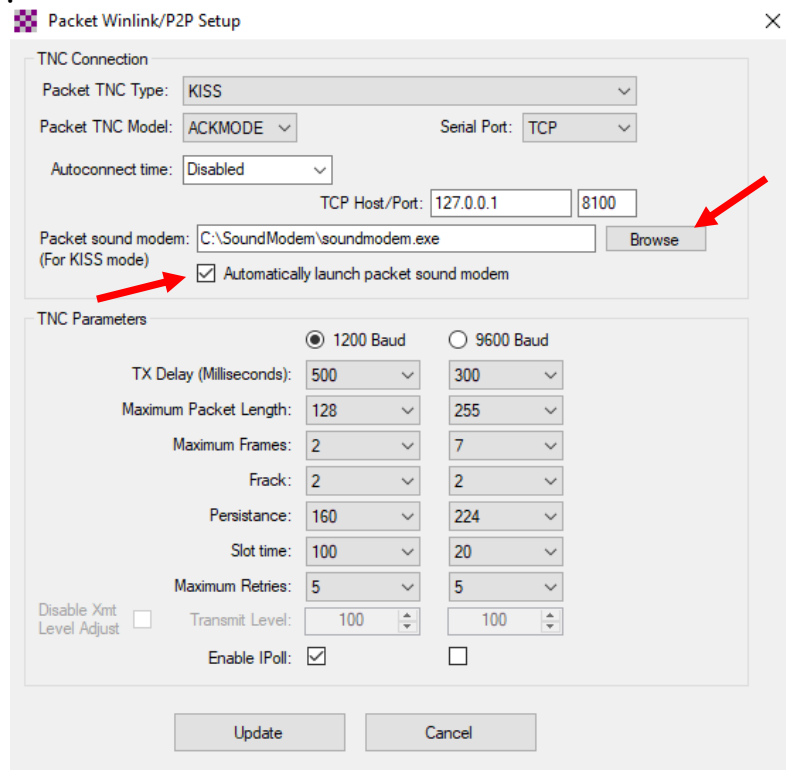 Packet Winlink/P2P Setup
TNC Connection
Packet TNC Type: KISS
Packet TNC Model: ACKMODE Serial Port: TCP
Autoconnect time: Disabled
TCP Host/Port: 127.0.0.1 8100
Packet sound modem: C:\SoundModem\soundmodem.exe Browse
(For KISS mode)
Automatically launch packet sound modem
TNC Parameters
1200 Baud 9600 Baud
TX Delay (Milliseconds): 500 300
Maximum Packet Length: 128 255
Maximum Frames: 2 7
Frack: 2 2
Persistance: 160 224
Slot time: 100 20
Maximum Retries: 5 5
Disable Xmt
Level Adjust Transmit Level: 100 100
Enable IPoll:
Update Cancel